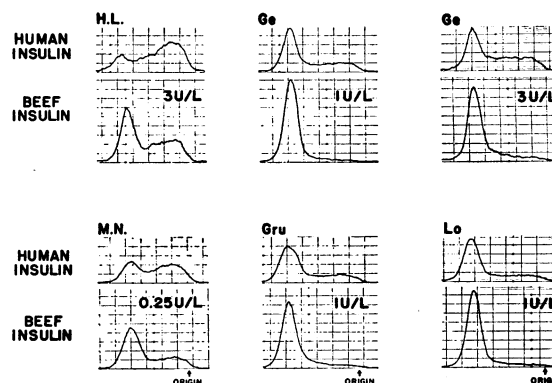 H.L. Ge Ge
HUMAN
INSULIN
BEEF
INSULIN
3U/L 1U/L 3U/L
M.N. Gru Lo
HUMAN
INSULIN
BEEF
INSULIN
0.25U/L 1U/L 1U/L
ORIGIN ORIGIN ORIGIN